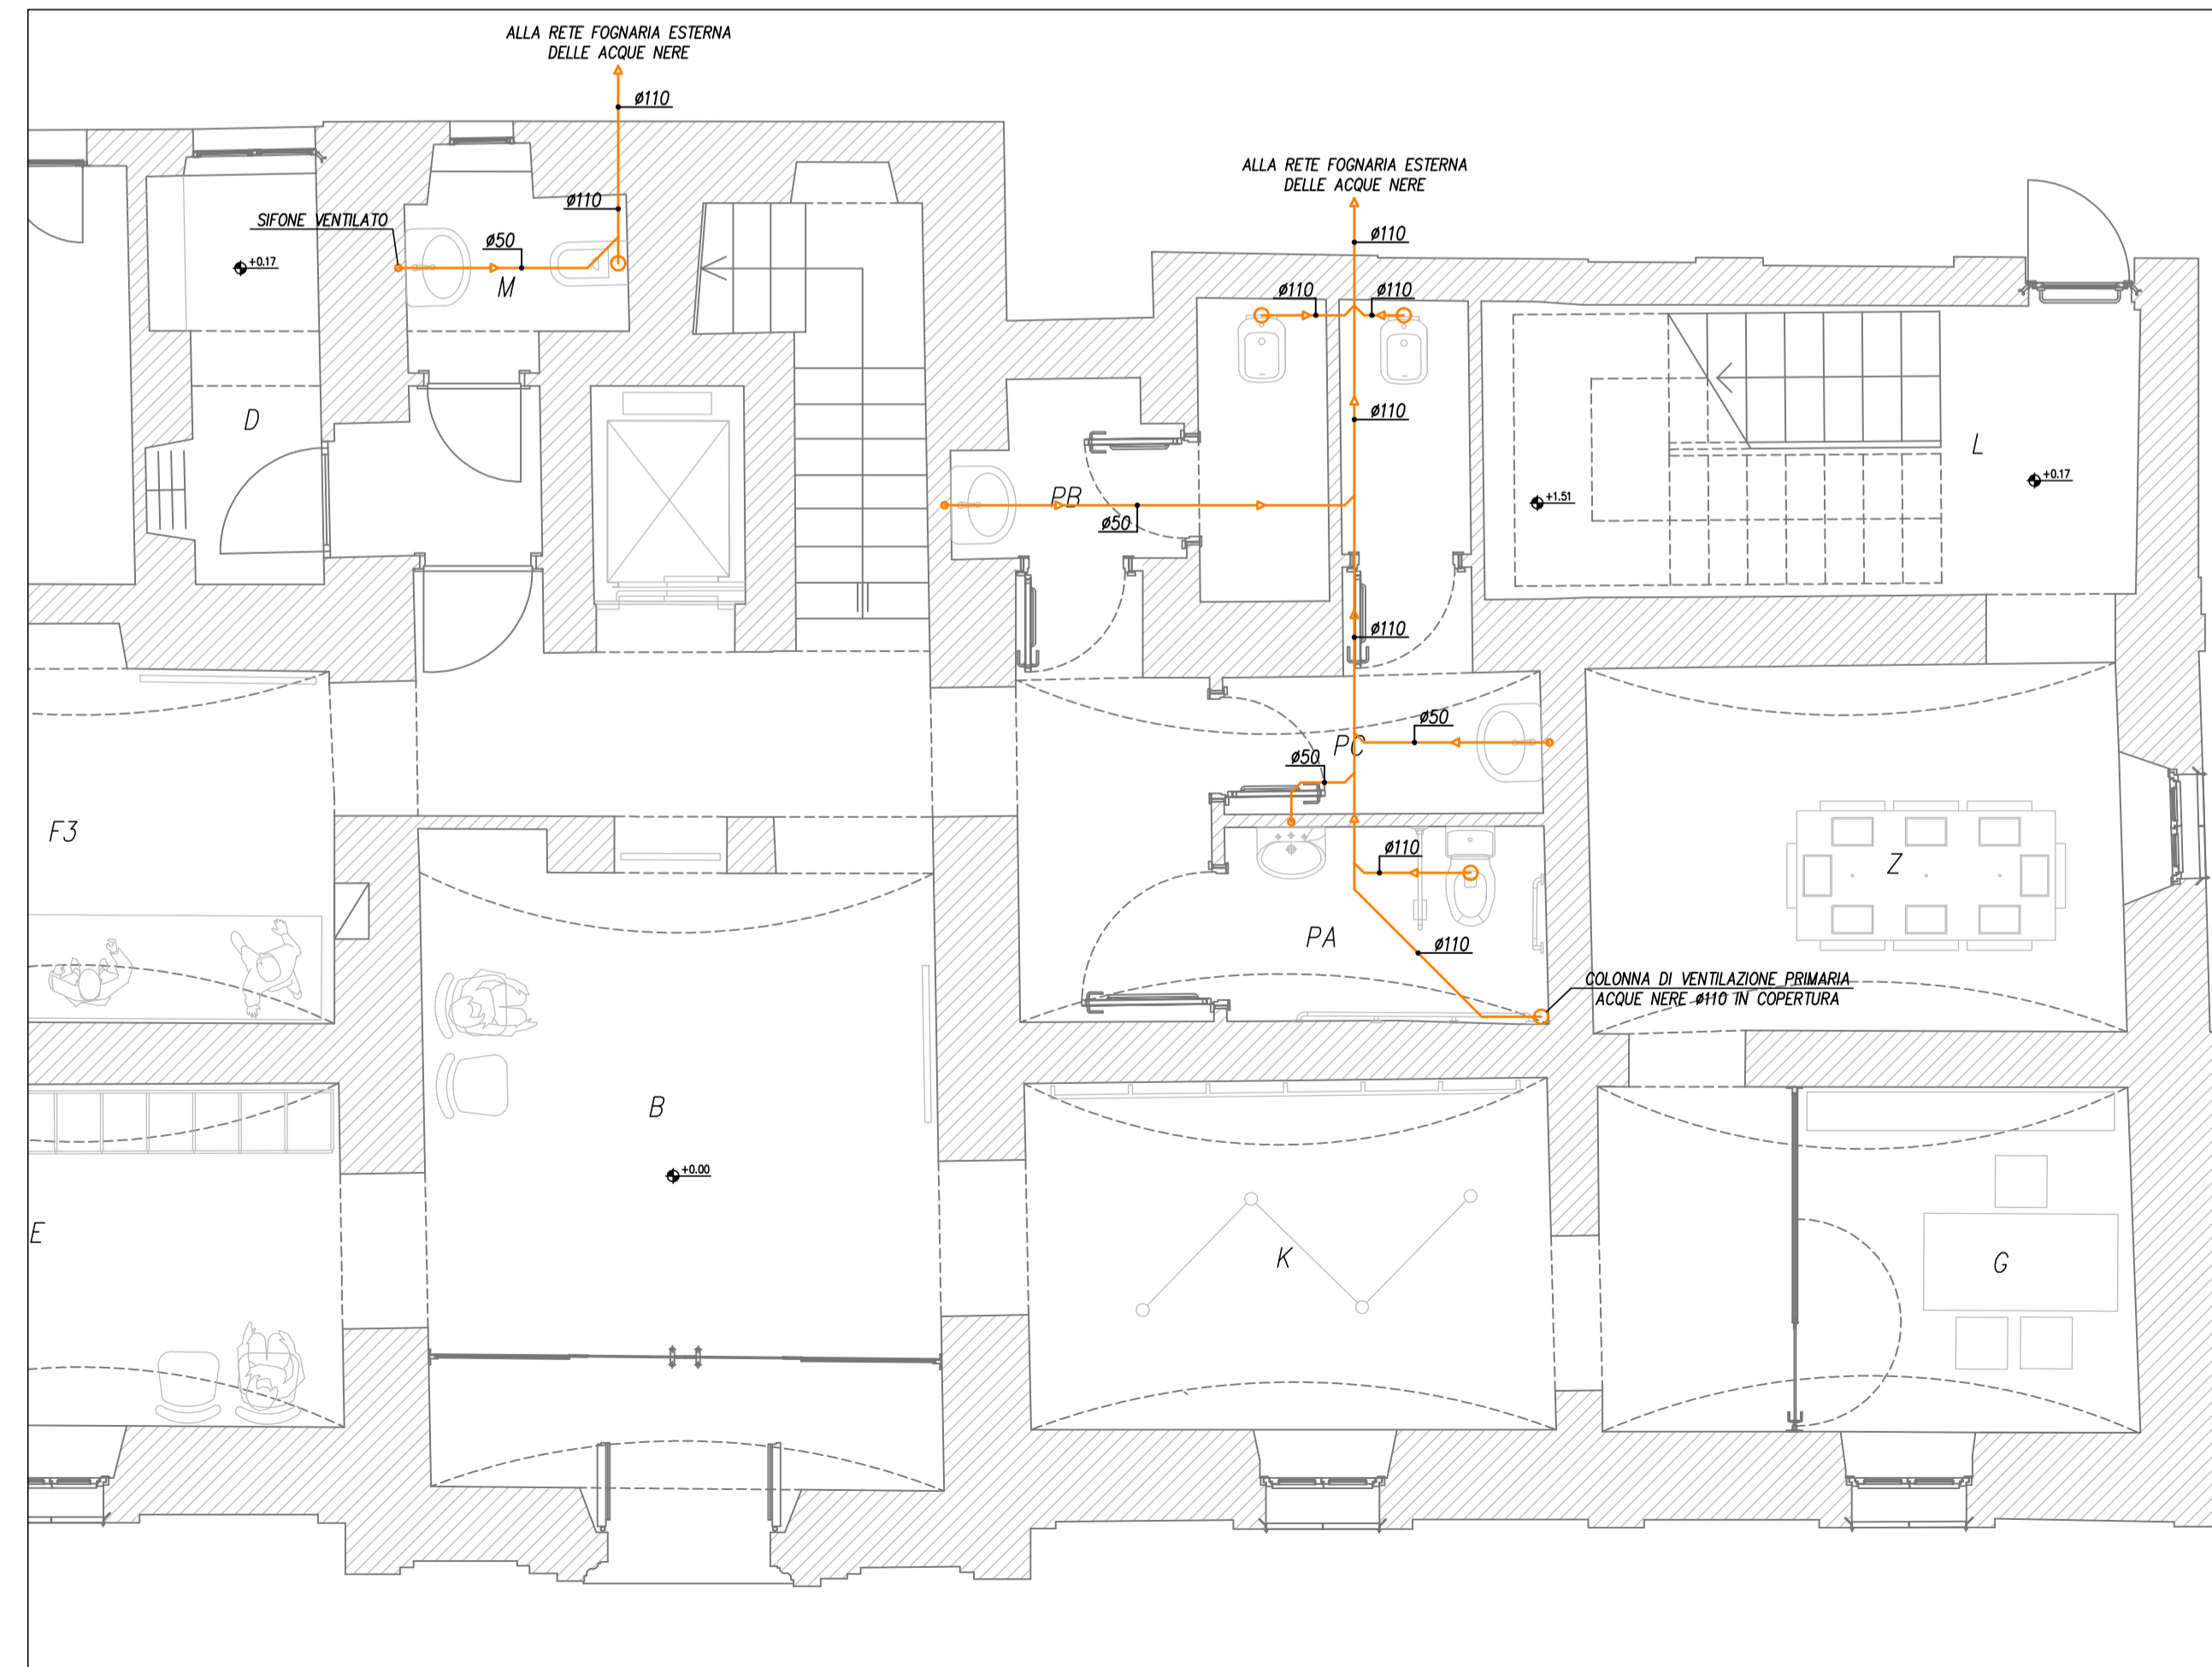 ALLA RETE FOGNARIA ESTERNA
DELLE ACQUE NERE
ø110
ALLA RETE FOGNARIA ESTERNA
DELLE ACQUE NERE
ø110
SIFONE VENTILATO
ø50
M
+0.17
ø110
ø110
ø110
D
ø110
L
+0.17
PB
+1.51
ø50
ø110
ø50
PC
ø50
F3
ø110
Z
PA
ø110
COLONNA DI VENTILAZIONE PRIMARIA
ACQUE NERE ø110 IN COPERTURA
B
+0.00
E
K
G